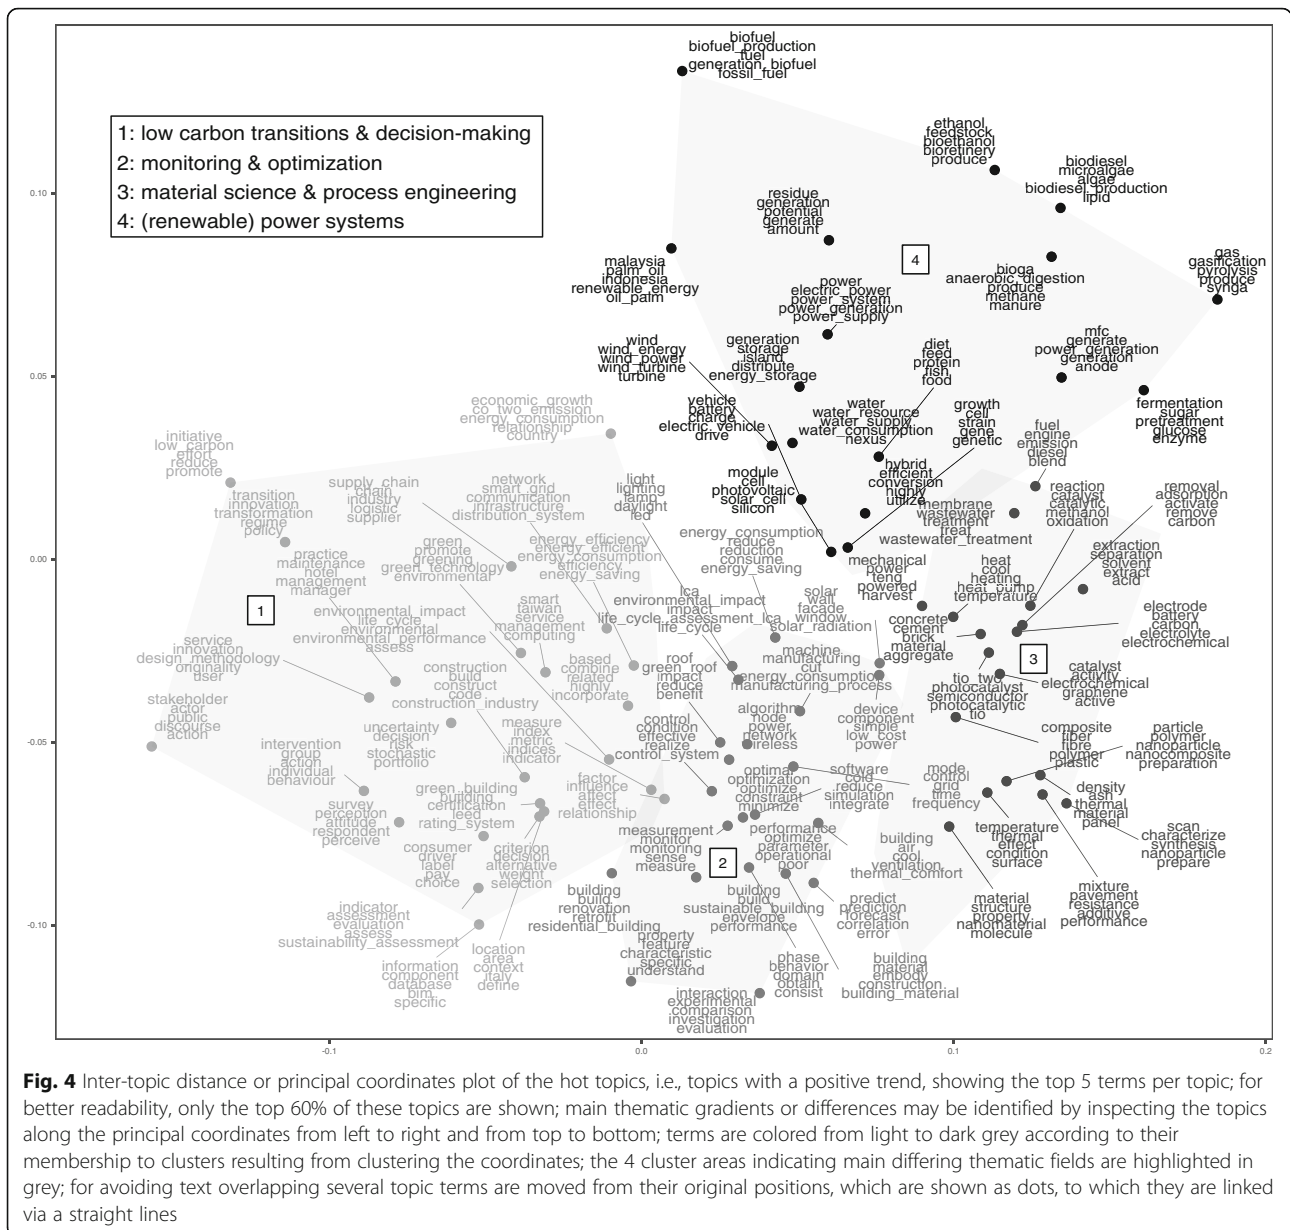 biofuel
biofuel_production
fuel
generation_biofuel
fossil_fuel
1: low carbon transitions & decision-making
2: monitoring & optimization
3: material science & process engineering
4: (renewable) power systems
ethanol
feedstock
bioethanol
biorefinery
produce
biodiesel
microalgae
algae
biodiesel_production
lipid
0.10
residue
generation
potential
generate
amount
4
malaysia
palm_oil
indonesia
renewable_energy
oil_palm
power
electric_power
power_system
power_generation
power_supply
bioga
anaerobic_digestion
produce
methane
manure
gas
gasification
pyrolysis
produce
synga
wind
wind_energy
wind_power
wind_turbine
turbine
generation
storage
island
distribute
energy_storage
diet
feed
protein
fish
food
mfc
generate
power_generation
generation
anode
0.05
economic_growth
co_two_emission
energy_consumption
relationship
country
vehicle
battery
charge
electric_vehicle
drive
water
water_resource
water_supply
water_consumption
nexus
growth
cell
strain
gene
genetic
fermentation
sugar
pretreatment
glucose
enzyme
fuel
engine
emission
diesel
blend
initiative
low_carbon
effort
reduce
promote
module
cell
photovoltaic
solar_cell
silicon
hybrid
efficient
conversion
highly
utilize
transition
innovation
transformation
regime
policy
supply_chain
chain
industry
logistic
supplier
network
smart_grid
communication
infrastructure
distribution_system
light
lighting
lamp
daylight
led
membrane
wastewater
treatment
treat
wastewater_treatment
reaction
catalyst
catalytic
methanol
oxidation
removal
adsorption
activate
remove
carbon
0.00
practice
maintenance
hotel
management
manager
green
promote
greening
green_technology
environmental
energy_efficiency
energy_efficient
energy_consumption
efficiency
energy_saving
energy_consumption
reduce
reduction
consume
energy_saving
mechanical
power
teng
powered
harvest
heat
cool
heating
heat_pump
temperature
extraction
separation
solvent
extract
acid
1
environmental_impact
life_cycle
environmental
environmental_performance
assess
smart
taiwan
service
management
computing
lca
environmental_impact
impact
life_cycle_assessment_lca
life_cycle
solar
wall
facade
window
solar_radiation
concrete
cement
brick
material
aggregate
electrode
battery
carbon
electrolyte
electrochemical
3
service
innovation
design_methodology
originality
user
construction
build
construct
code
construction_industry
based
combine
related
highly
incorporate
roof
green_roof
impact
reduce
benefit
machine
manufacturing
cut
energy_consumption
manufacturing_process
tio_two
photocatalyst
semiconductor
photocatalytic
tio
catalyst
activity
electrochemical
graphene
active
stakeholder
actor
public
discourse
action
-0.05
uncertainty
decision
risk
stochastic
portfolio
measure
index
metric
indices
indicator
control
condition
effective
realize
control_system
algorithm
node
power
network
wireless
device
component
simple
low_cost
power
composite
fiber
fibre
polymer
plastic
particle
polymer
nanoparticle
nanocomposite
preparation
intervention
group
action
individual
behaviour
green_building
building
certification
leed
rating_system
factor
influence
affect
effect
relationship
optimal
optimization
optimize
constraint
minimize
software
cold
reduce
simulation
integrate
mode
control
grid
time
frequency
density
ash
thermal
material
panel
survey
perception
attitude
respondent
perceive
consumer
driver
label
pay
choice
criterion
decision
alternative
weight
selection
measurement
monitor
monitoring
sense
measure
2
performance
optimize
parameter
operational
poor
building
air
cool
ventilation
thermal_comfort
temperature
thermal
effect
condition
surface
scan
characterize
synthesis
nanoparticle
prepare
indicator
assessment
evaluation
assess
sustainability_assessment
building
build
renovation
retrofit
residential_building
building
build
sustainable_building
envelope
performance
predict
prediction
forecast
correlation
error
material
structure
property
nanomaterial
molecule
mixture
pavement
resistance
additive
performance
-0.10
information
component
database
bim
specific
location
area
context
italy
define
property
feature
characteristic
specific
understand
phase
behavior
domain
obtain
consist
building
material
embody
construction
building_material
interaction
experimental
comparison
investigation
evaluation
-0.1
0.0
0.1
0.2
Fig. 4 Inter-topic distance or principal coordinates plot of the hot topics, i.e., topics with a positive trend, showing the top 5 terms per topic; for
better readability, only the top 60% of these topics are shown; main thematic gradients or differences may be identified by inspecting the topics
along the principal coordinates from left to right and from top to bottom; terms are colored from light to dark grey according to their
membership to clusters resulting from clustering the coordinates; the 4 cluster areas indicating main differing thematic fields are highlighted in
grey; for avoiding text overlapping several topic terms are moved from their original positions, which are shown as dots, to which they are linked
via a straight lines